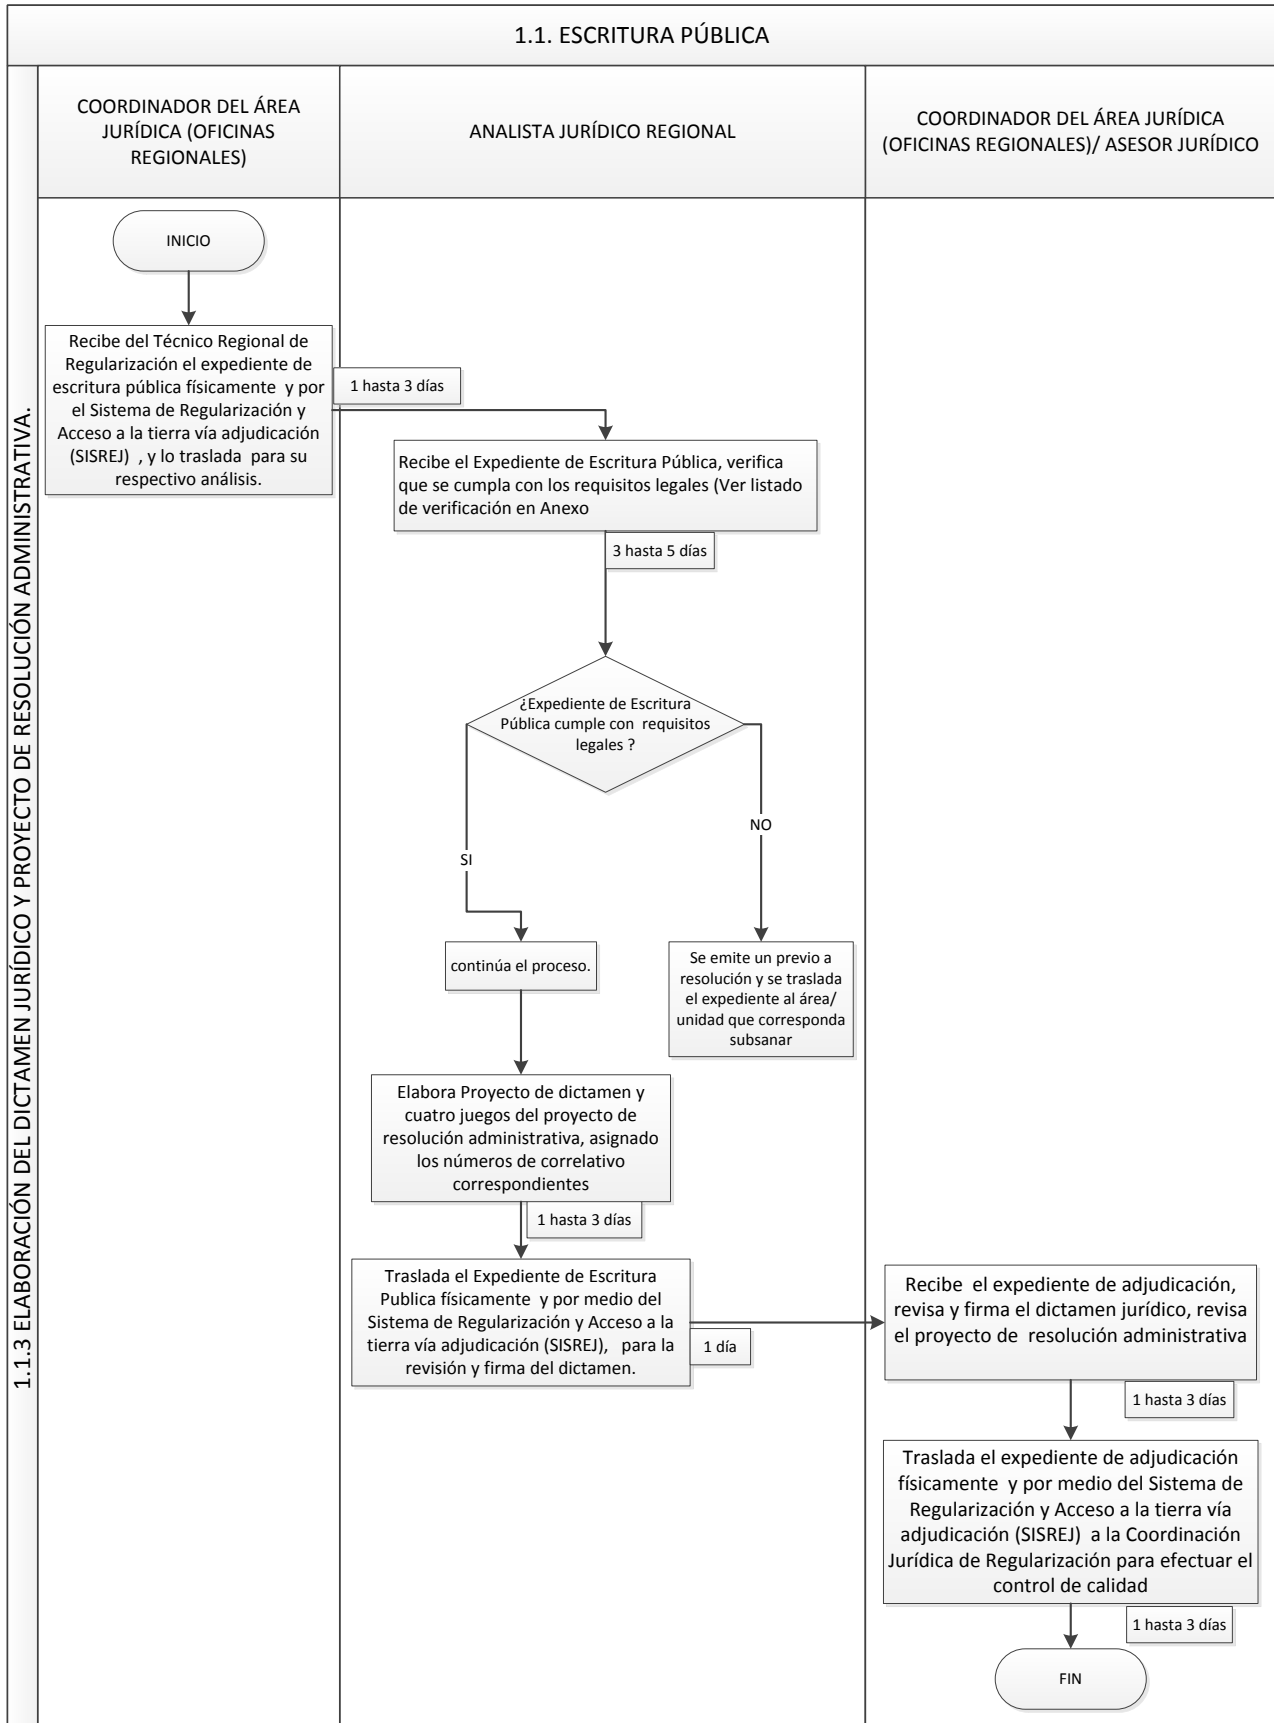 1.1. ESCRITURA PÚBLICA
1.1.3 ELABORACIÓN DEL DICTAMEN JURÍDICO Y PROYECTO DE RESOLUCIÓN ADMINISTRATIVA.
COORDINADOR DEL ÁREA
JURÍDICA (OFICINAS
REGIONALES)
ANALISTA JURÍDICO REGIONAL
COORDINADOR DEL ÁREA JURÍDICA
(OFICINAS REGIONALES)/ ASESOR JURÍDICO
INICIO
Recibe del Técnico Regional de
Regularización el expediente de
escritura pública físicamente y por
el Sistema de Regularización y
Acceso a la tierra vía adjudicación
(SISREJ) , y lo traslada para su
respectivo análisis.
1 hasta 3 días
Recibe el Expediente de Escritura Pública, verifica
que se cumpla con los requisitos legales (Ver listado
de verificación en Anexo
3 hasta 5 días
¿Expediente de Escritura
Pública cumple con requisitos
legales ?
SI
NO
continúa el proceso.
Se emite un previo a
resolución y se traslada
el expediente al área/
unidad que corresponda
subsanar
Elabora Proyecto de dictamen y
cuatro juegos del proyecto de
resolución administrativa, asignado
los números de correlativo
correspondientes
1 hasta 3 días
Traslada el Expediente de Escritura
Publica físicamente y por medio del
Sistema de Regularización y Acceso a la
tierra vía adjudicación (SISREJ), para la
revisión y firma del dictamen.
1 día
Recibe el expediente de adjudicación,
revisa y firma el dictamen jurídico, revisa
el proyecto de resolución administrativa
1 hasta 3 días
Traslada el expediente de adjudicación
físicamente y por medio del Sistema de
Regularización y Acceso a la tierra vía
adjudicación (SISREJ) a la Coordinación
Jurídica de Regularización para efectuar el
control de calidad
1 hasta 3 días
FIN